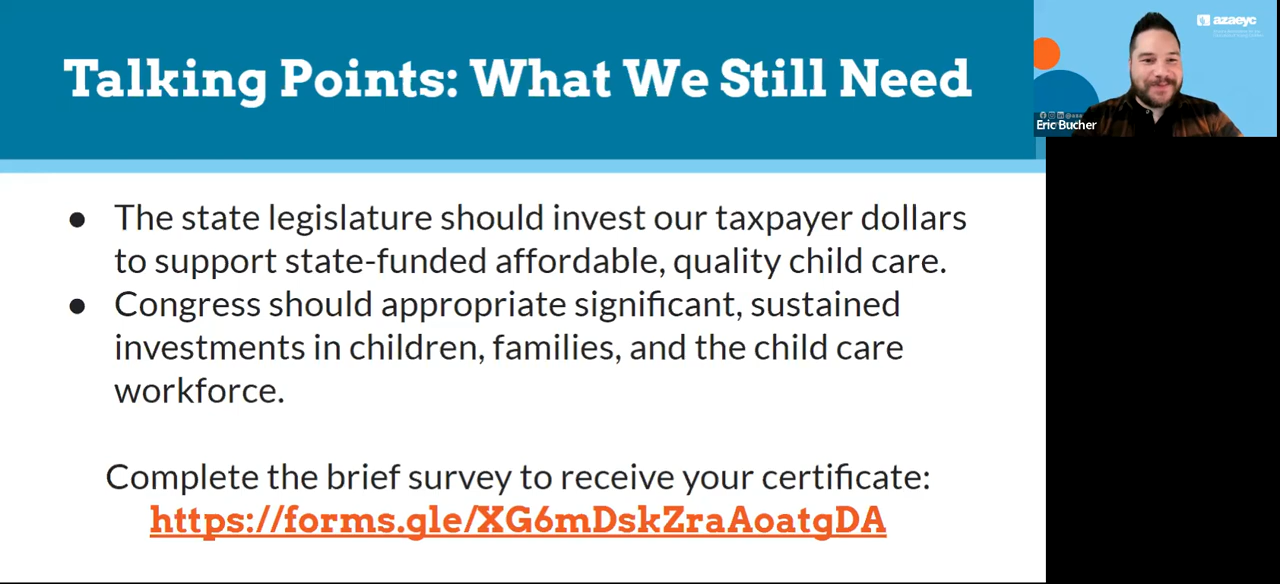 Talking Points: What We Still Need
● The state legislature should invest our taxpayer dollars
to support state-funded affordable, quality child care.
● Congress should appropriate significant, sustained
investments in children, families, and the child care
workforce.
Complete the brief survey to receive your certificate:
https://forms.gle/XG6mDskZraAoatgDA
azaeyc
Eric Bucher